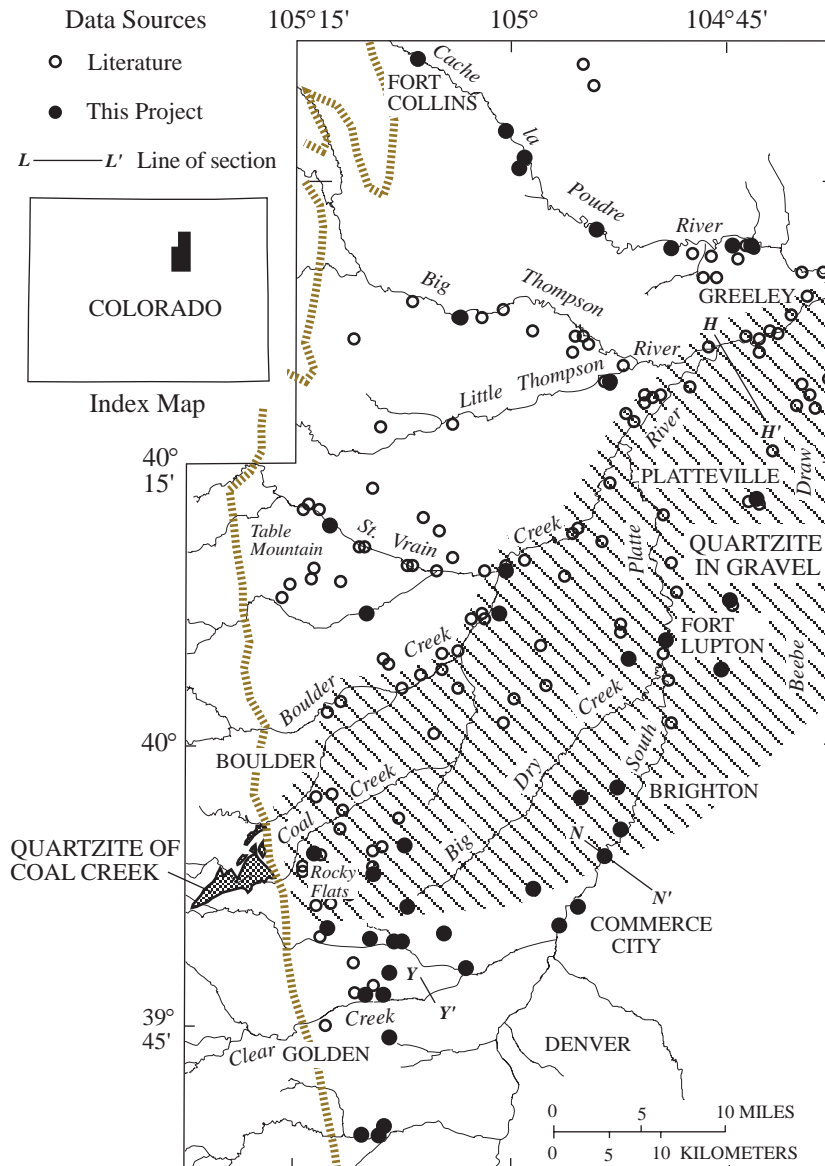 Data Sources
Literature
This Project
L L' Line of section
COLORADO
Index Map
105° 15'
105°
104° 45'
FORT
COLLINS
Cache
la
Poudre
River
GREELEY
Big
Thompson
River
Little Thompson
H
H'
River
40°
15'
PLATTEVILLE
Draw
Table
Mountain
St.
Vrain
Creek
Platte
QUARTZITE
IN GRAVEL
FORT
LUPTON
Beebe
Boulder
Creek
Creek
40°
BOULDER
Dry
South
Creek
BRIGHTON
Coal
Big
N
N'
QUARTZITE OF
COAL CREEK
Rocky
Flats
COMMERCE
CITY
Y
Y'
39°
45'
Creek
Clear
GOLDEN
DENVER
0 5 10 MILES
0 5 10 KILOMETERS